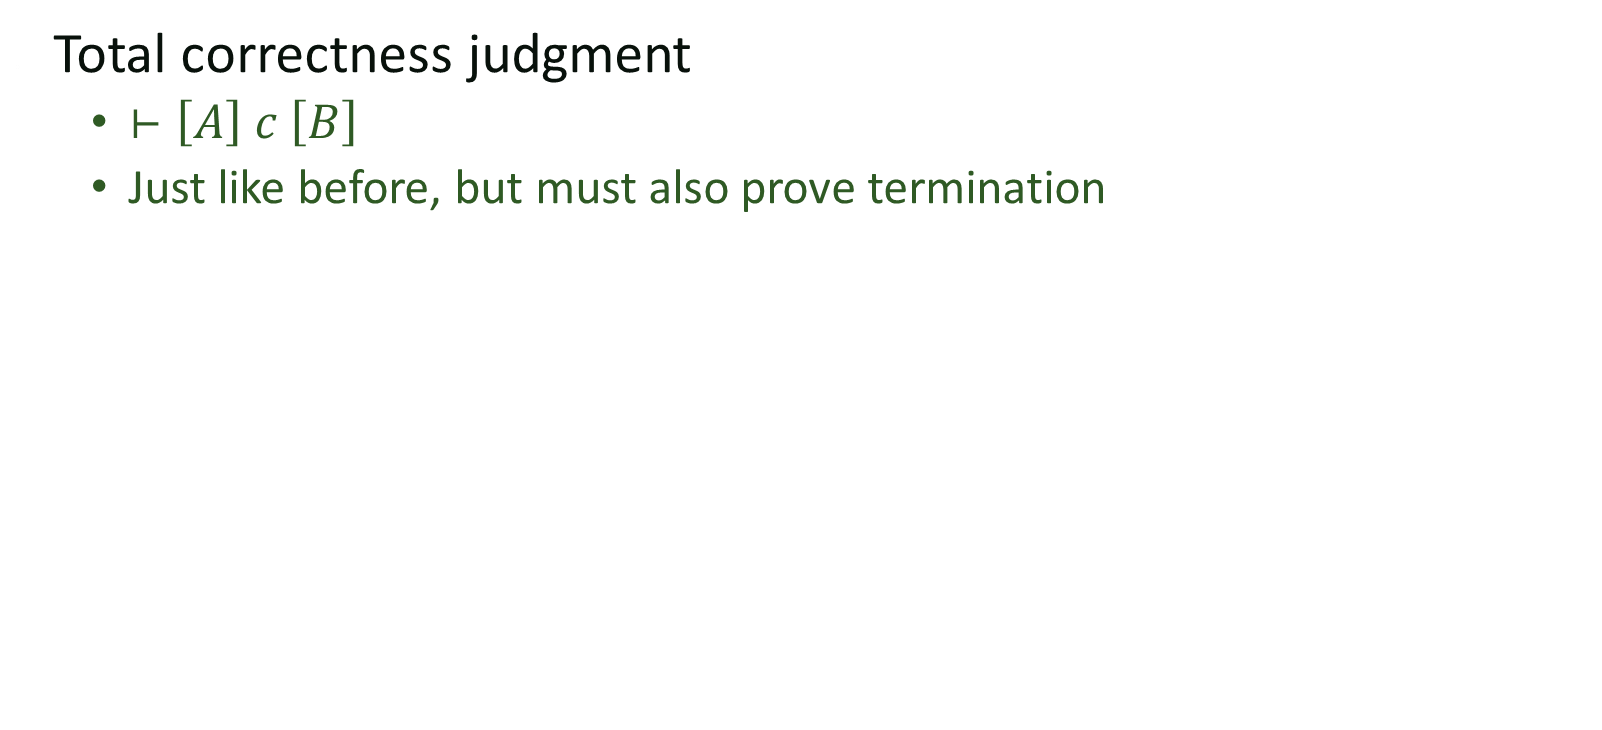 Total correctness judgment
• ⊢ [A] c [B]
• Just like before, but must also prove termination